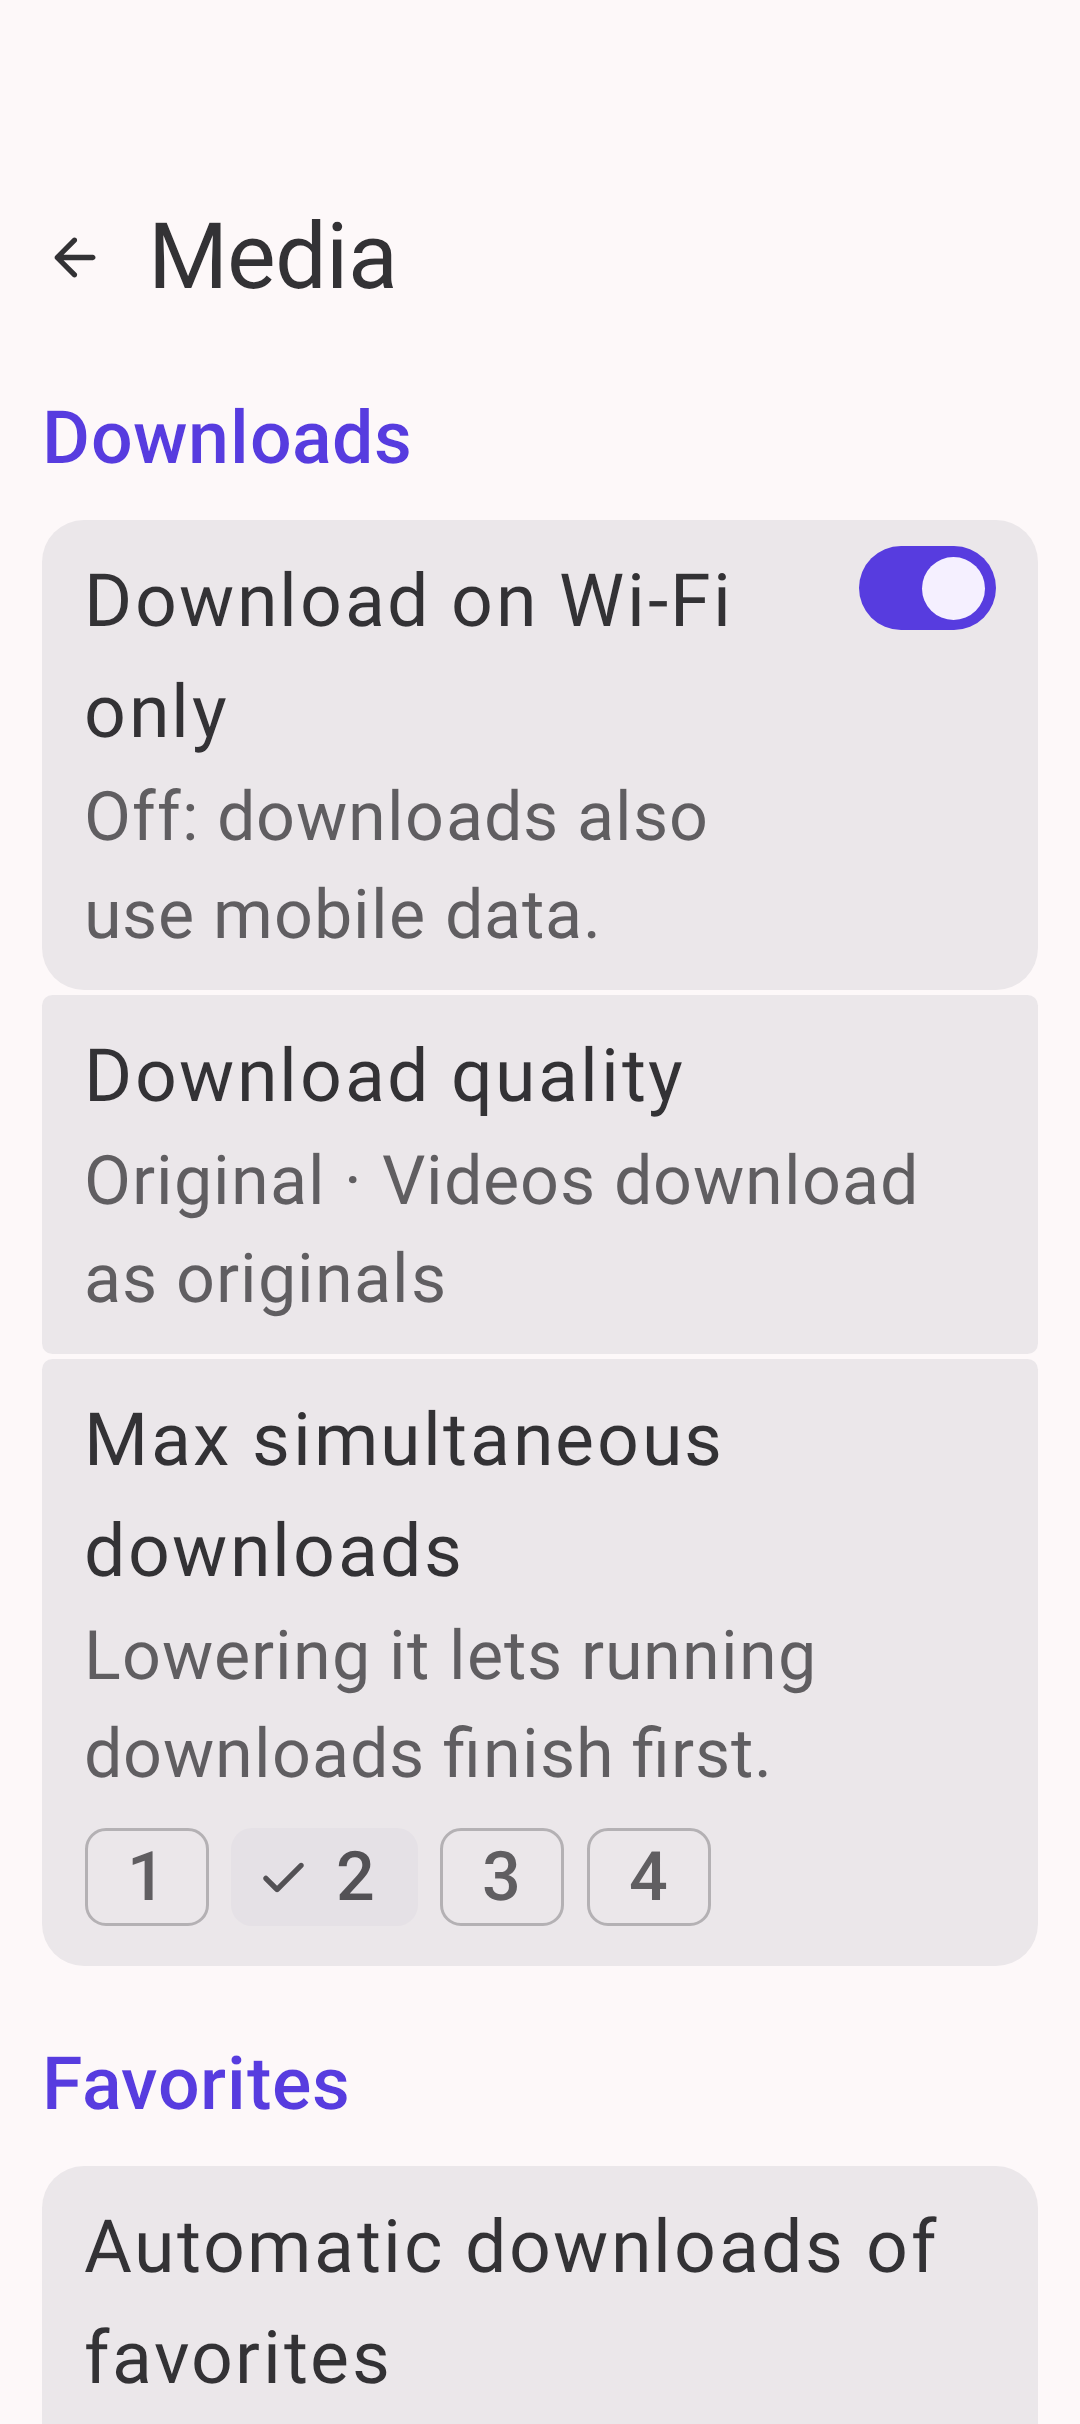 Media
Downloads
Download on Wi-Fi
only
Off: downloads also
use mobile data.
Download quality
Original · Videos download
as originals
Max simultaneous
downloads
Lowering it lets running
downloads finish first.
1 2 3 4
Favorites
Automatic downloads of
favorites